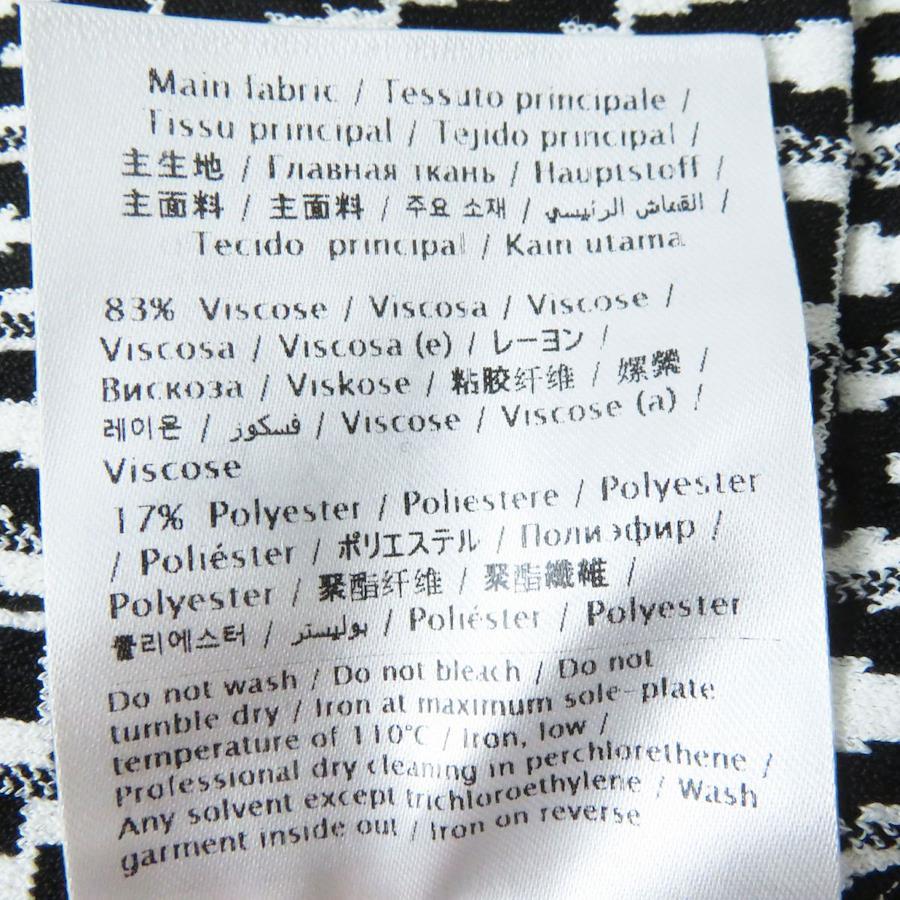 Main fabric / Tessuto principale /
Tissu principal / Tejido principal /
主生地 / Главная ткань / Hauptstoff /
主面料 / 主面料 / 주요 소재 / القماش الرئيسي /
Tecido principal / Kain utama
83% Viscose / Viscosa / Viscose /
Viscosa / Viscosa (e) / レーヨン /
Вискоза / Viskose / 粘胶纤维 / 嫘縈 /
레이온 / فسكوز / Viscose / Viscose (a) /
Viscose
17% Polyester / Poliestere / Polyester
/ Poliéster / ポリエステル / Полиэфир /
Polyester / 聚酯纤维 / 聚酯纖維 /
폴리에스터 / بوليستر / Poliéster / Polyester
Do not wash / Do not bleach / Do not
tumble dry / Iron at maximum sole-plate
temperature of 110°C / Iron, low /
Professional dry cleaning in perchlorethene /
Any solvent except trichloroethylene / Wash
garment inside out / Iron on reverse